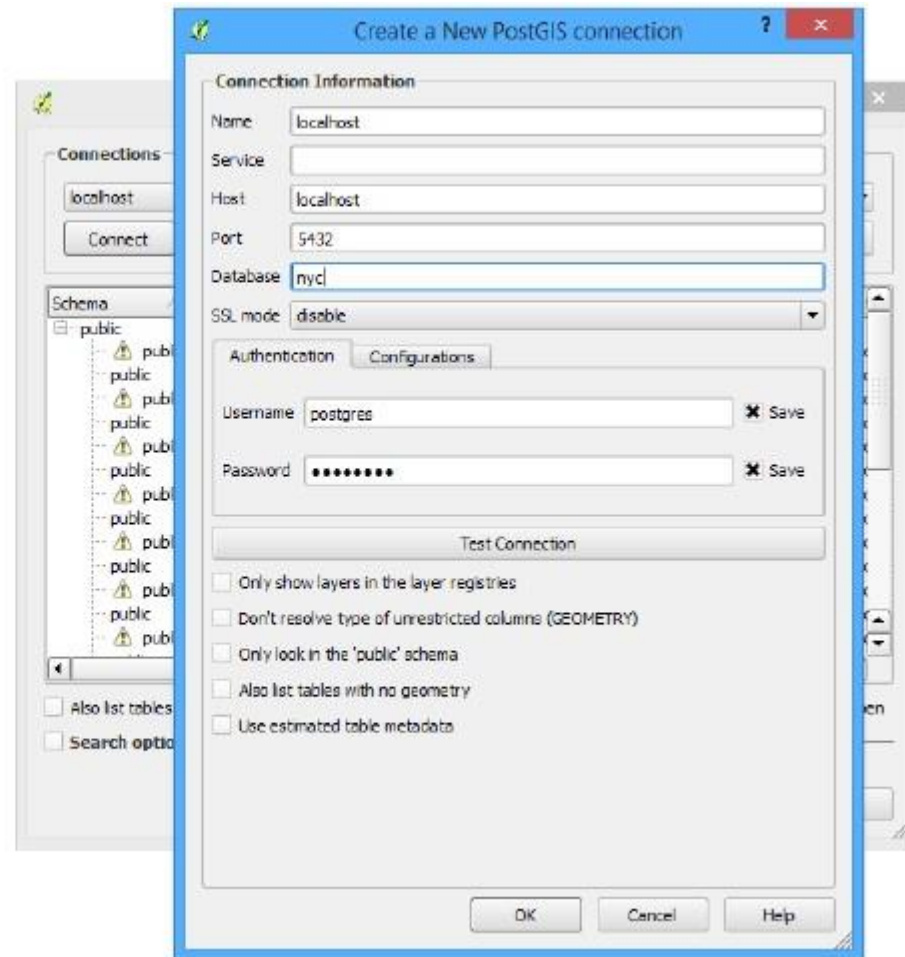 Create a New PostGIS connection
?
Connection Information
Name localhost
Service
Host localhost
Port 5432
Database nyc
SSL mode disable
Authentication Configurations
Username postgres Save
Password Save
Test Connection
Only show layers in the layer registries
Don't resolve type of unrestricted columns (GEOMETRY)
Only look in the 'public' schema
Also list tables with no geometry
Use estimated table metadata
OK Cancel Help
Connections
localhost
Connect
Schema
public
publ
public
publ
public
publ
public
publ
public
publ
public
publ
public
publ
Also list tables
Search optio
en